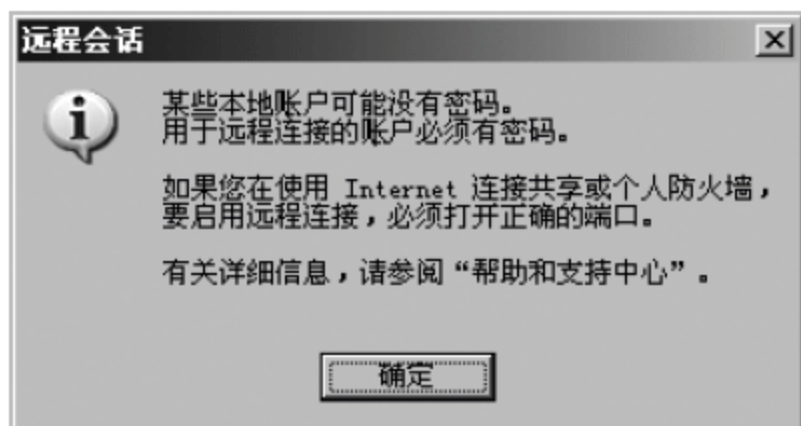 远程会话
某些本地账户可能没有密码。
用于远程连接的账户必须有密码。
如果您在使用 Internet 连接共享或个人防火墙，
要启用远程连接，必须打开正确的端口。
有关详细信息，请参阅“帮助和支持中心”。
确定